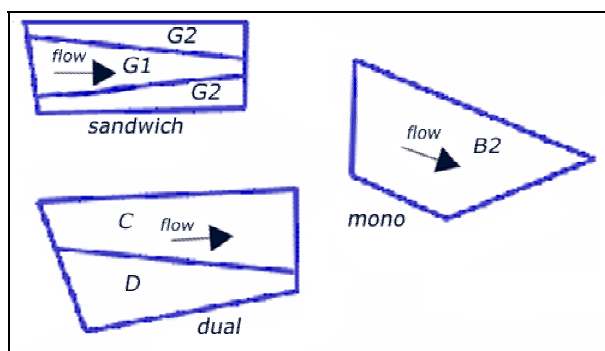 G2
flow
G1
G2
sandwich
flow
B2
mono
C
flow
D
dual